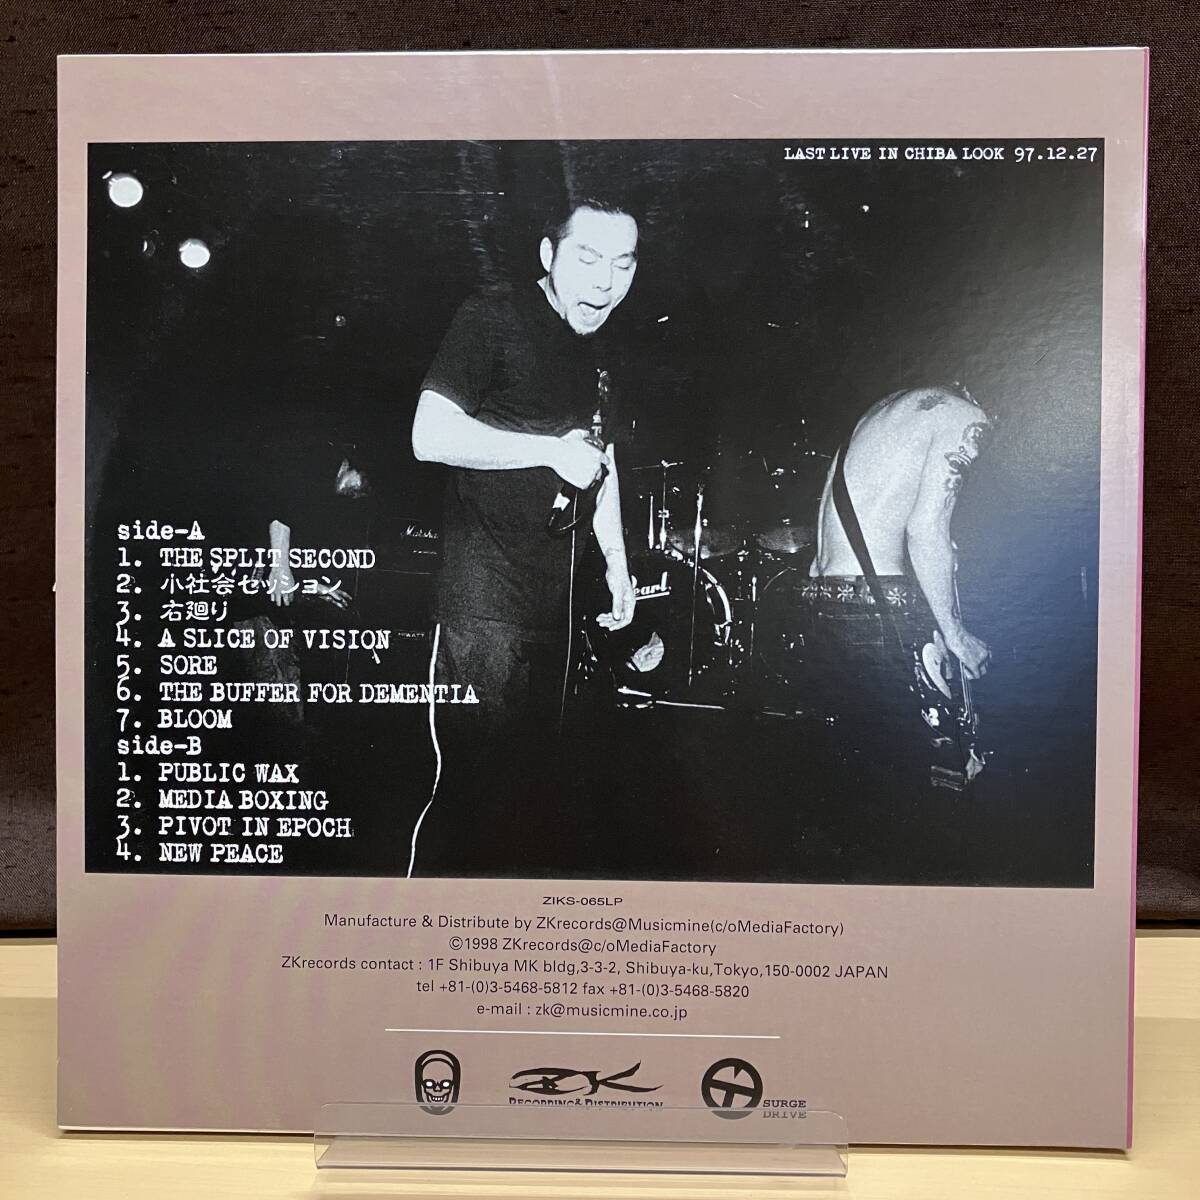 LAST LIVE IN CHIBA LOOK 97.12.27
side-A
1. THE SPLIT SECOND
2. 小社会セッション
3. 右廻り
4. A SLICE OF VISION
5. SORE
6. THE BUFFER FOR DEMENTIA
7. BLOOM
side-B
1. PUBLIC WAX
2. MEDIA BOXING
3. PIVOT IN EPOCH
4. NEW PEACE
Marshall
HIWATT
Pearl
ZIKS-065LP
Manufacture & Distribute by ZKrecords@Musicmine(c/oMediaFactory)
©1998 ZKrecords@c/oMediaFactory
ZKrecords contact : 1F Shibuya MK bldg,3-3-2, Shibuya-ku,Tokyo,150-0002 JAPAN
tel +81-(0)3-5468-5812 fax +81-(0)3-5468-5820
e-mail : zk@musicmine.co.jp
ZK
RECORDING & DISTRIBUTION
SURGE
DRIVE